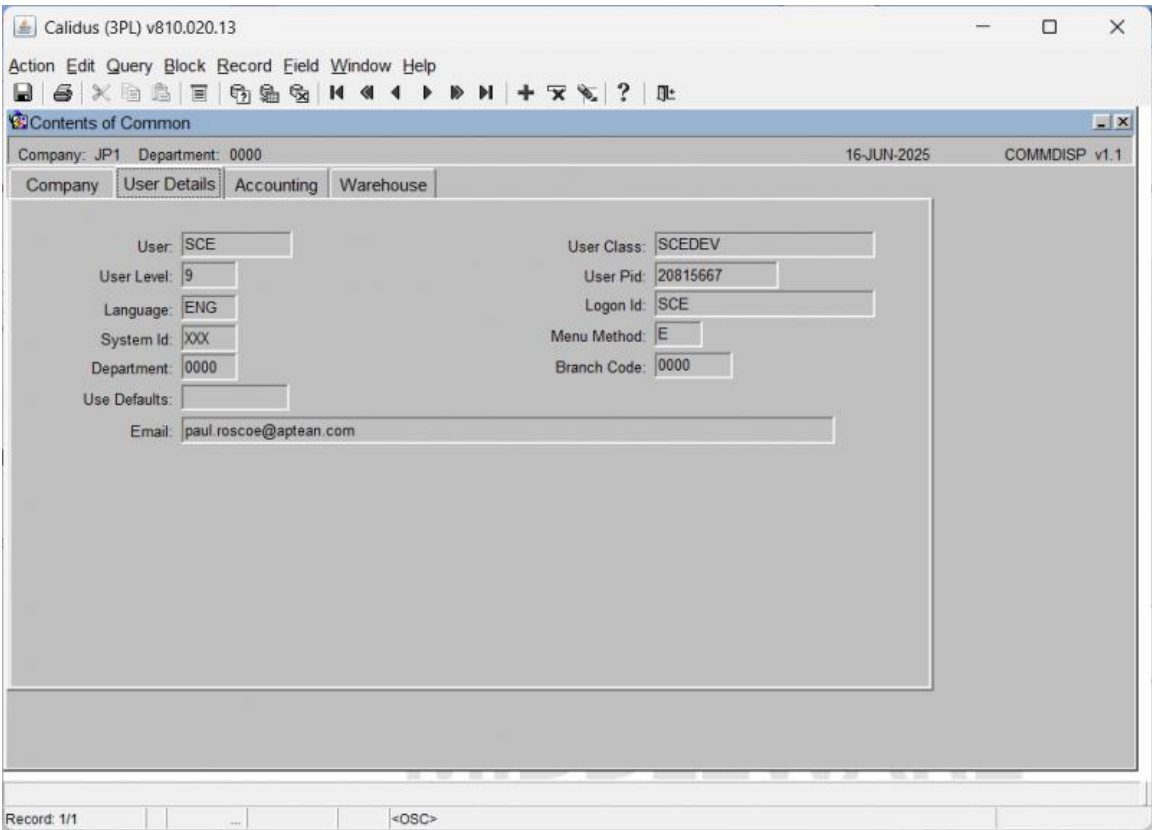 Calidus (3PL) v810.020.13
Action Edit Query Block Record Field Window Help
Contents of Common
Company: JP1 Department: 0000 16-JUN-2025 COMMDISP v1.1
Company User Details Accounting Warehouse
User: SCE User Class: SCEDEV
User Level: 9 User Pid: 20815667
Language: ENG Logon Id: SCE
System Id: XXX Menu Method: E
Department: 0000 Branch Code: 0000
Use Defaults:
Email: paul.roscoe@aptean.com
Record: 1/1 ... <OSC>